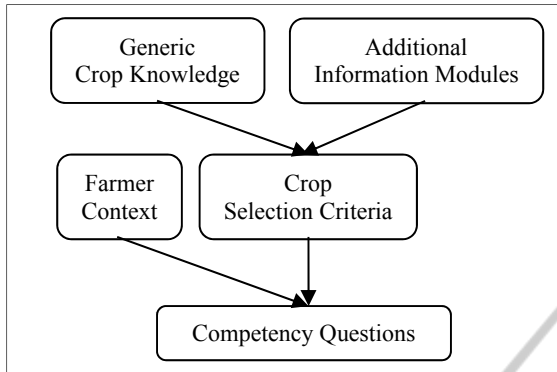 Generic
Crop Knowledge
Additional
Information Modules
Farmer
Context
Crop
Selection Criteria
Competency Questions